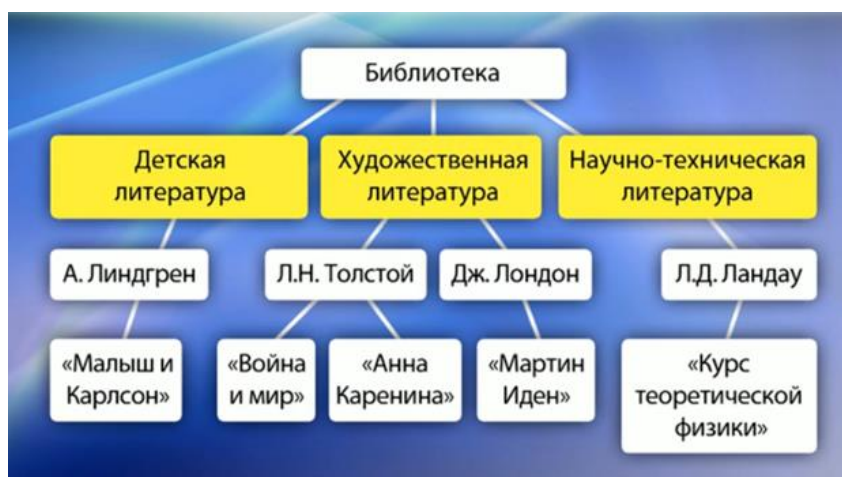 Библиотека
Детская
литература
Художественная
литература
Научно-техническая
литература
А. Линдгрен
Л.Н. Толстой
Дж. Лондон
Л.Д. Ландау
«Малыш и
Карлсон»
«Война
и мир»
«Анна
Каренина»
«Мартин
Иден»
«Курс
теоретической
физики»